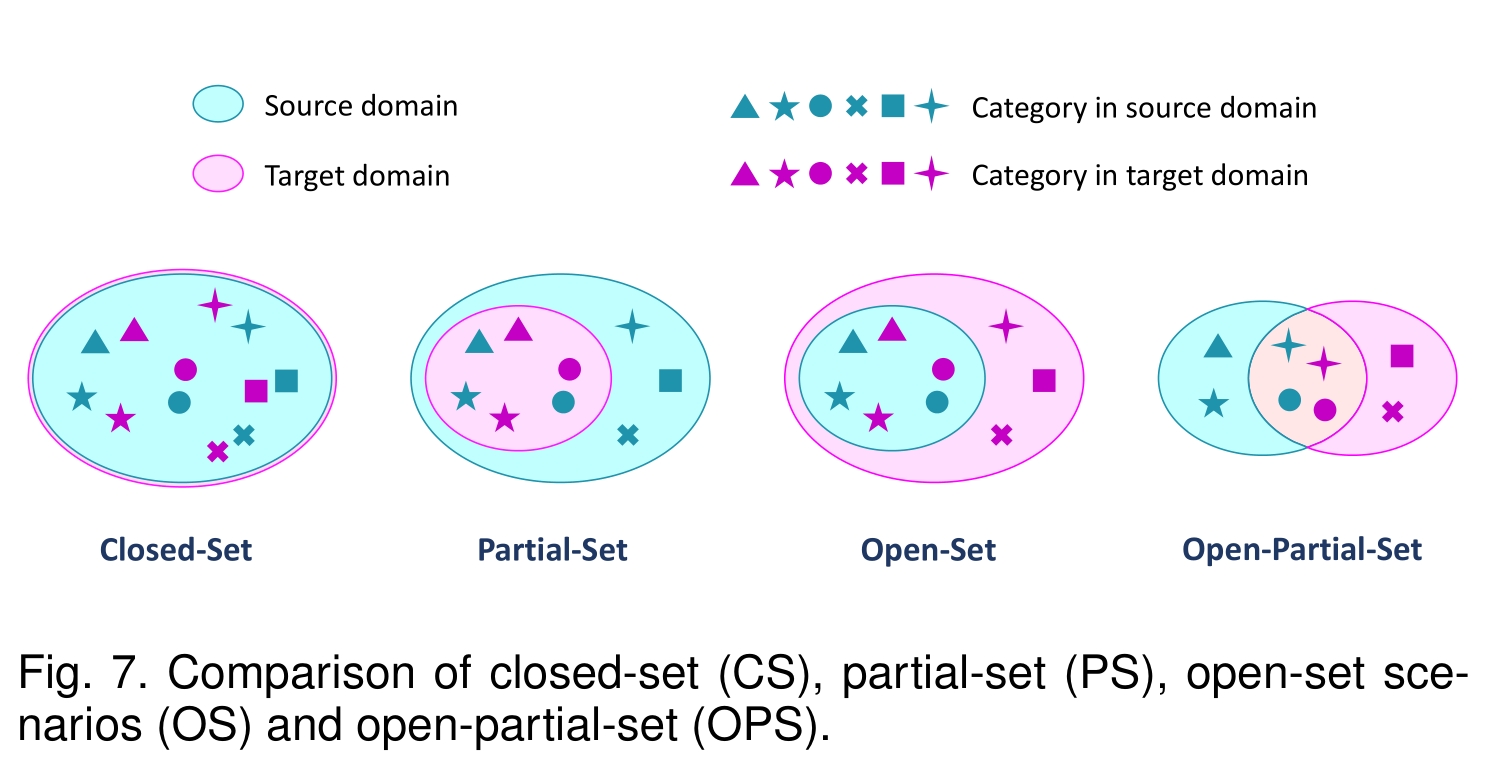 Source domain
Category in source domain
Target domain
Category in target domain
Closed-Set
Partial-Set
Open-Set
Open-Partial-Set
Fig. 7. Comparison of closed-set (CS), partial-set (PS), open-set sce-
narios (OS) and open-partial-set (OPS).